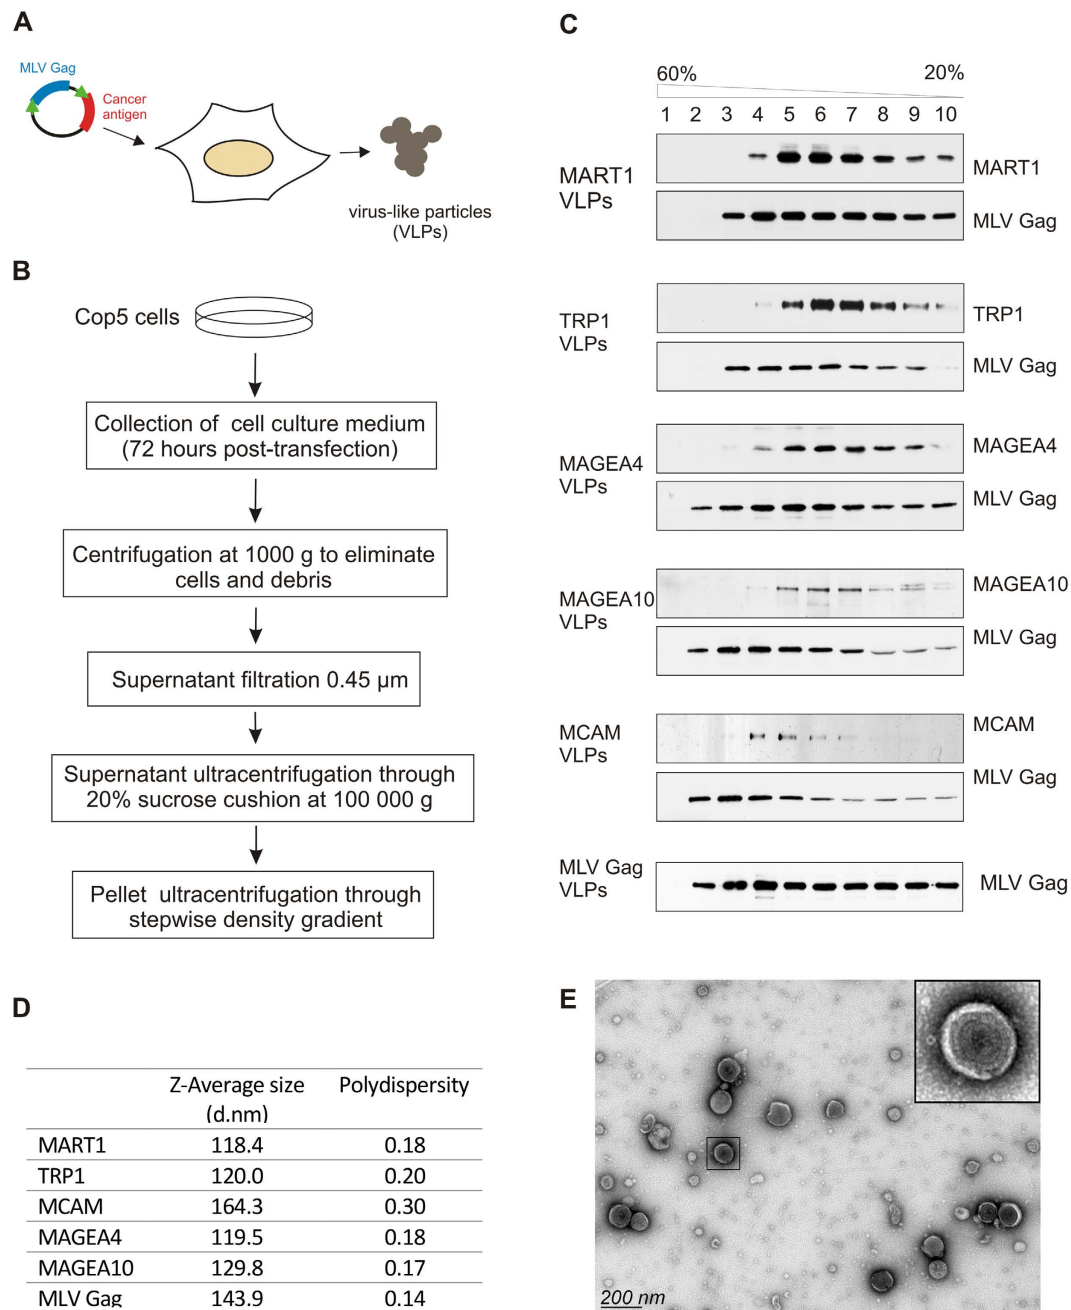 A
MLV Gag
Cancer
antigen
virus-like particles
(VLPs)
B
Cop5 cells
Collection of cell culture medium
(72 hours post-transfection)
Centrifugation at 1000 g to eliminate
cells and debris
Supernatant filtration 0.45 µm
Supernatant ultracentrifugation through
20% sucrose cushion at 100 000 g
Pellet ultracentrifugation through
stepwise density gradient
C
60% 20%
1 2 3 4 5 6 7 8 9 10
MART1
VLPs
MART1
MLV Gag
TRP1
VLPs
TRP1
MLV Gag
MAGEA4
VLPs
MAGEA4
MLV Gag
MAGEA10
VLPs
MAGEA10
MLV Gag
MCAM
VLPs
MCAM
MLV Gag
MLV Gag
VLPs
MLV Gag
D
Z-Average size Polydispersity
(d.nm)
MART1 118.4 0.18
TRP1 120.0 0.20
MCAM 164.3 0.30
MAGEA4 119.5 0.18
MAGEA10 129.8 0.17
MLV Gag 143.9 0.14
E
200 nm